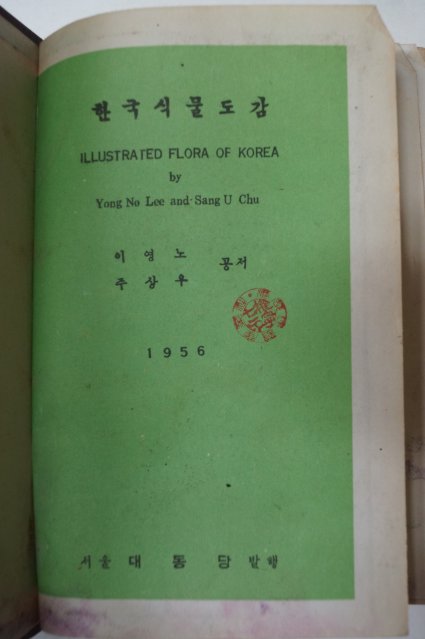 한국식물도감
ILLUSTRATED FLORA OF KOREA
by
Yong No Lee and Sang U Chu
이영노
주상우 공저
1956
서울 대동당 발행